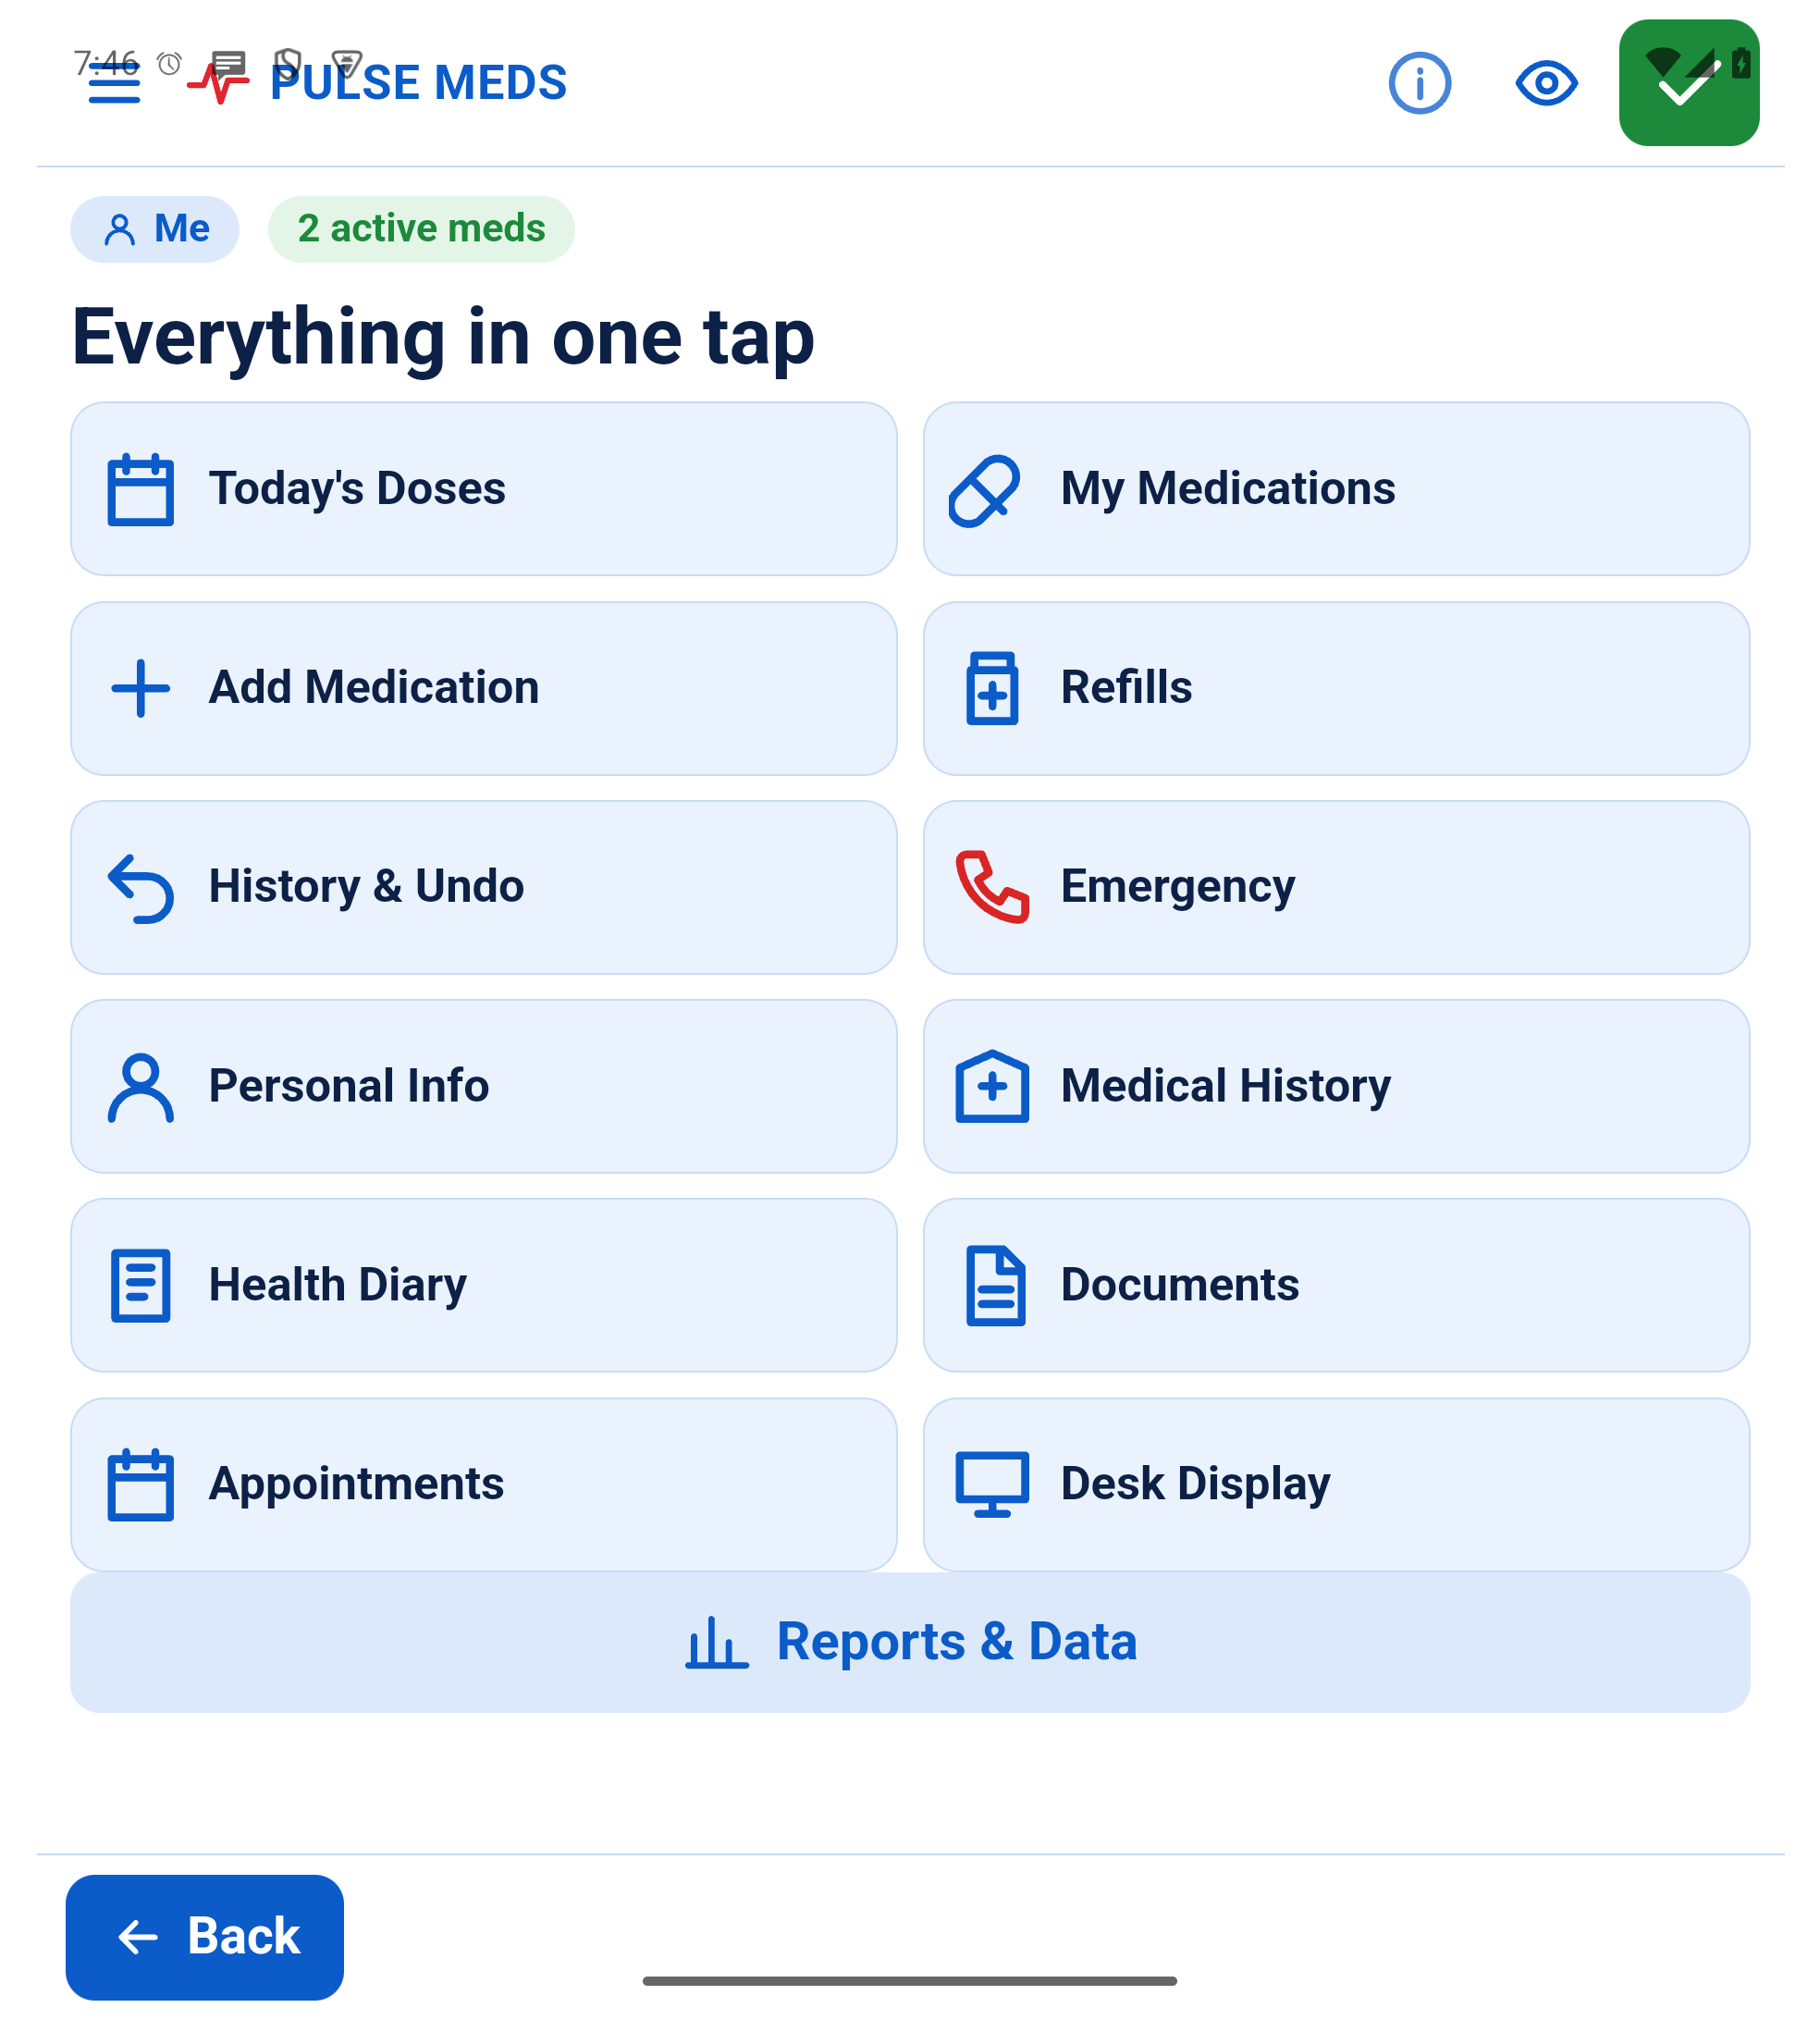 7:46
PULSE MEDS
Me
2 active meds
Everything in one tap
Today's Doses
My Medications
Add Medication
Refills
History & Undo
Emergency
Personal Info
Medical History
Health Diary
Documents
Appointments
Desk Display
Reports & Data
Back